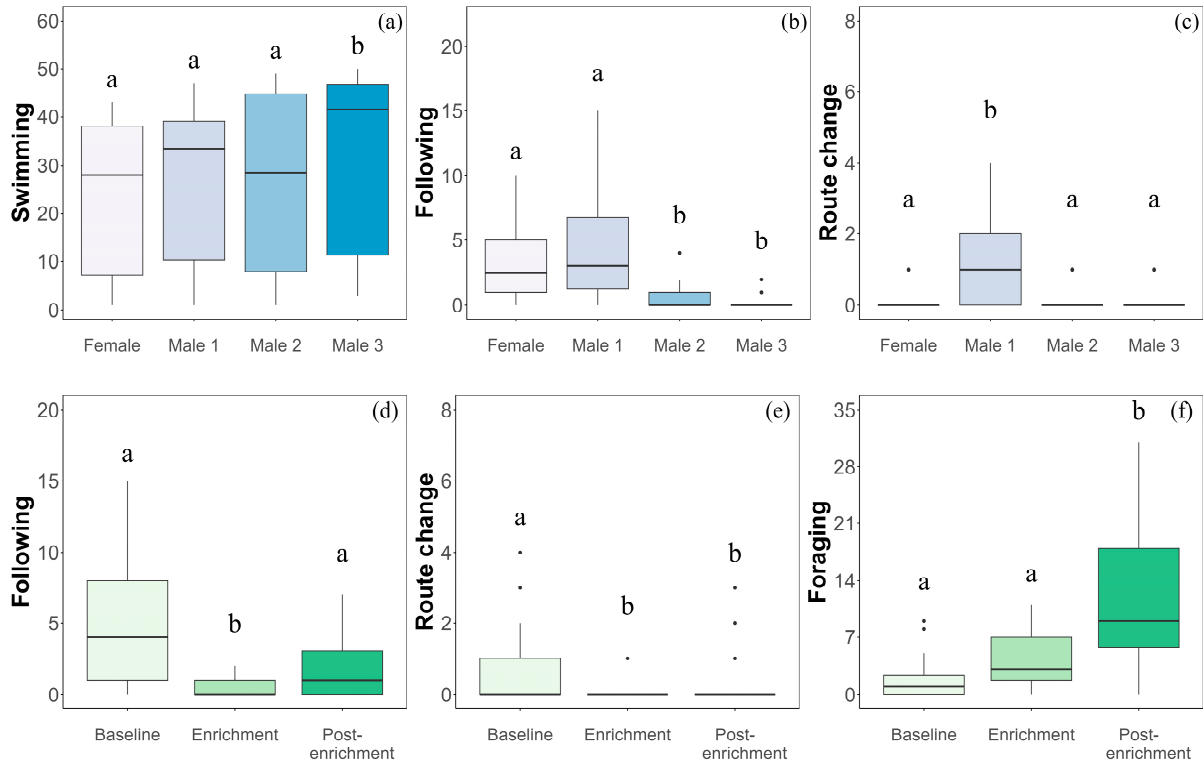 (a)
60
50
40
30
20
10
0
Swimming
a
a
a
b
Female Male 1 Male 2 Male 3
(b)
20
15
10
5
0
Following
a
a
b
b
Female Male 1 Male 2 Male 3
(c)
8
6
4
2
0
Route change
a
b
a
a
Female Male 1 Male 2 Male 3
(d)
20
15
10
5
0
Following
a
b
a
Baseline Enrichment Post-
enrichment
(e)
8
6
4
2
0
Route change
a
b
b
Baseline Enrichment Post-
enrichment
(f)
35
28
21
14
7
0
Foraging
a
a
b
Baseline Enrichment Post-
enrichment